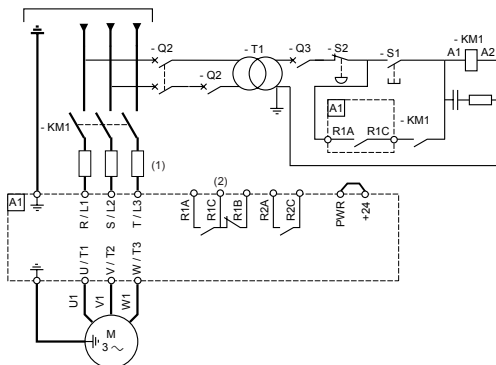 - Q2
- T1
- Q3
- S2
- S1
- KM1
A1 A2
- Q2
A1
- KM1
R1A R1C
- KM1
(1)
A1
R / L1
S / L2
T / L3
(2)
R1A
R1C
R1B
R2A
R2C
PWR
+24
U / T1
V / T2
W / T3
U1
V1
W1
M
3 ~